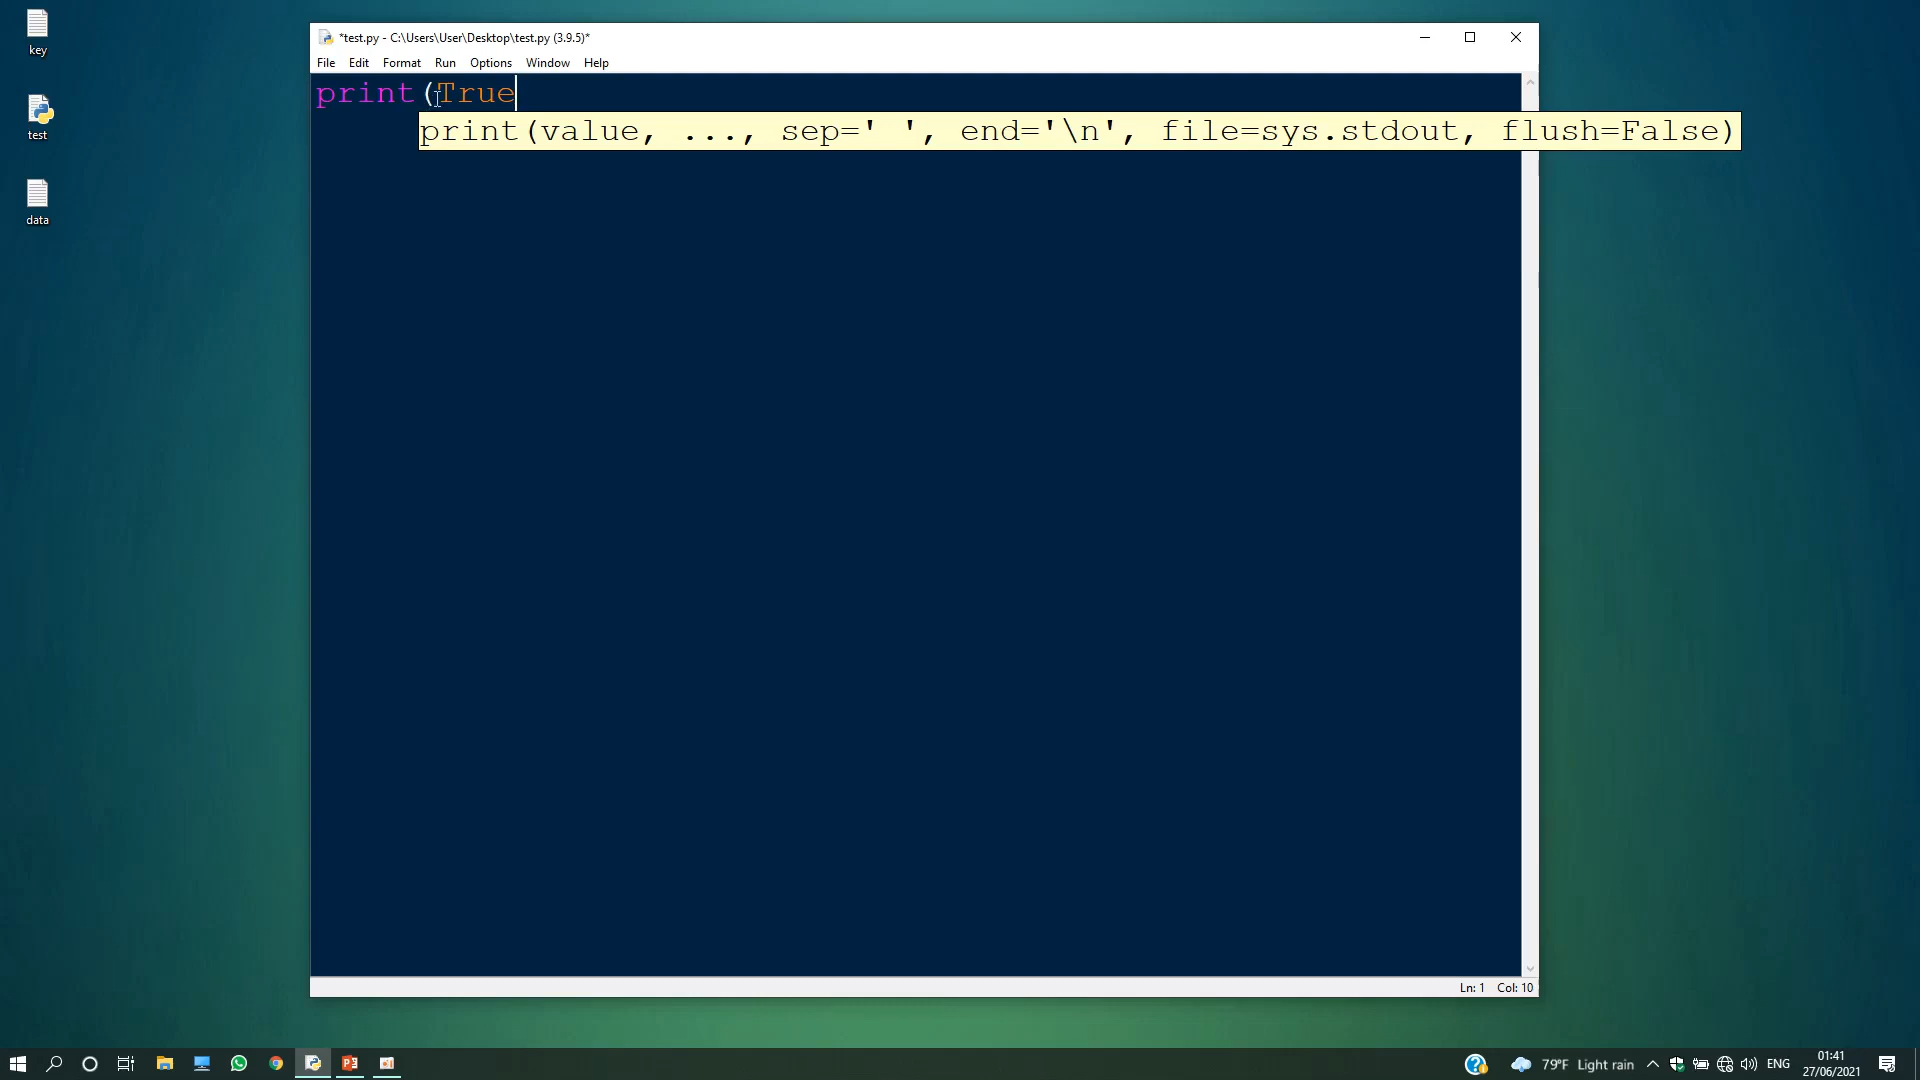 key
test
data
*test.py - C:\Users\User\Desktop\test.py (3.9.5)*
File Edit Format Run Options Window Help
print(True
print(value, ..., sep=' ', end='\n', file=sys.stdout, flush=False)
Ln: 1 Col: 10
79°F Light rain
ENG
01:41
27/06/2021